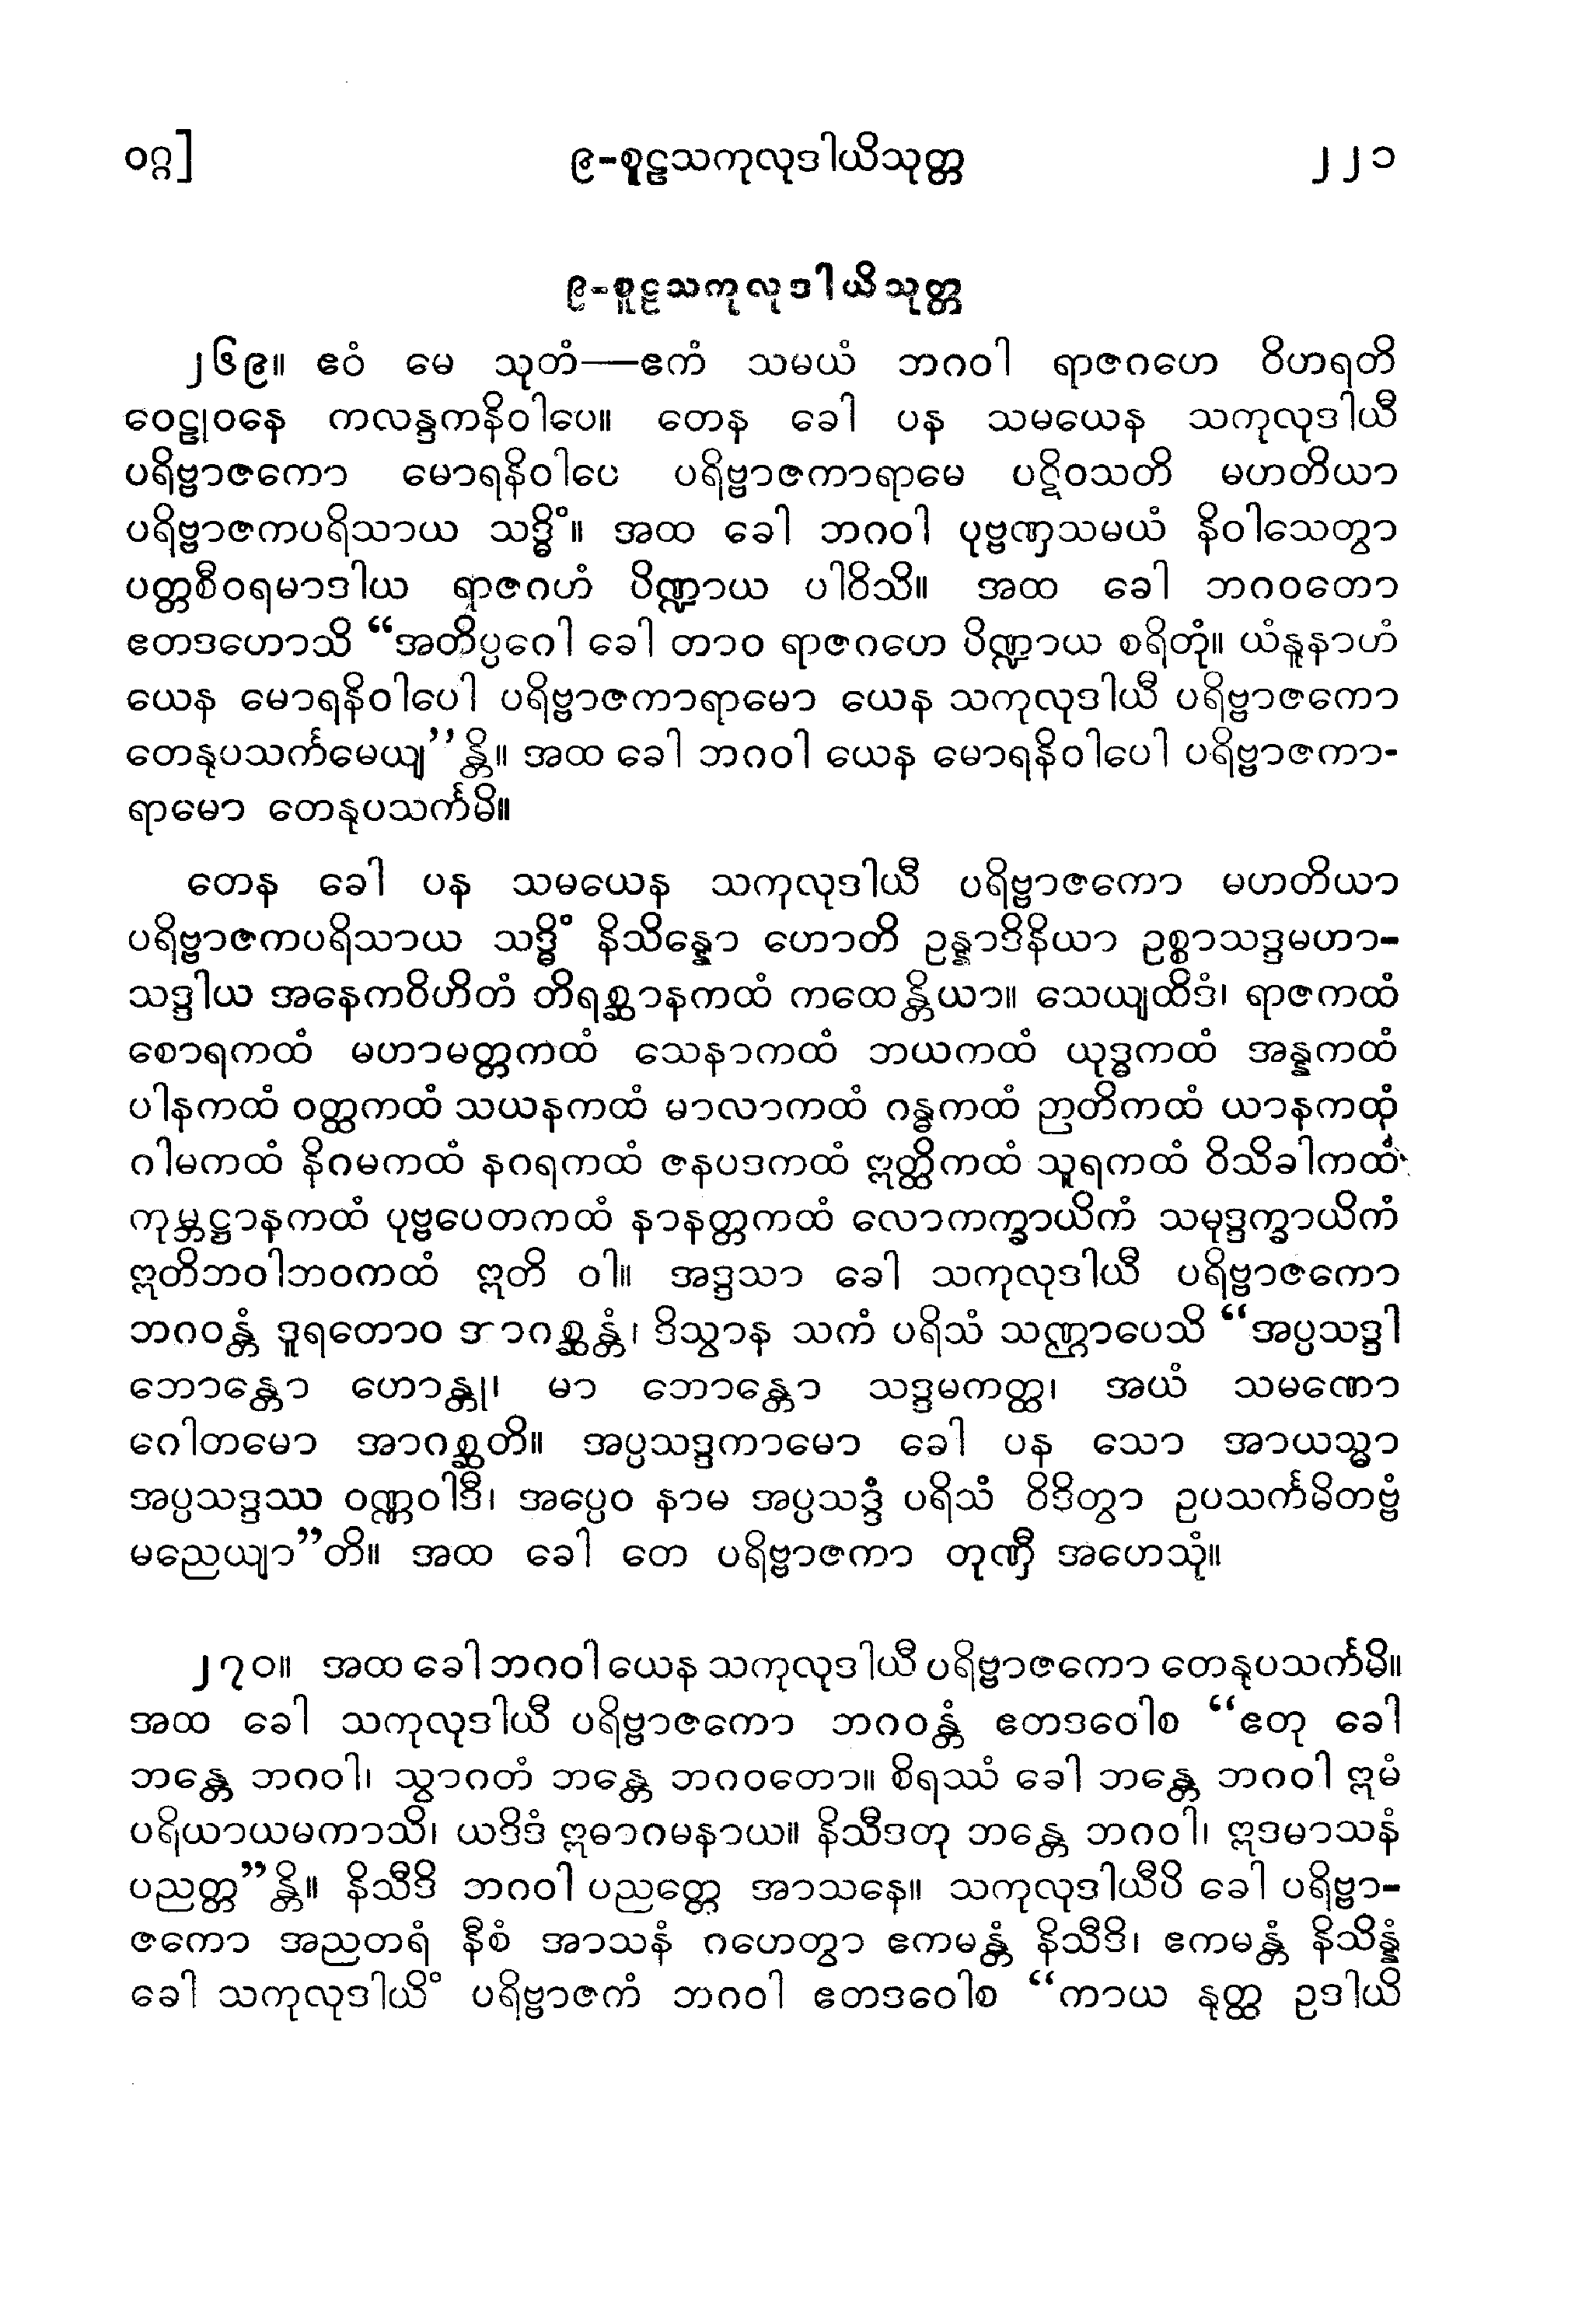 ဝဂ္ဂ]
၉-စူဠသကုလုဒါယိသုတ္တ
၂၂၁
၉-စူဠသကုလုဒါယိသုတ္တ
၂၆၉။ ဧဝံ မေ သုတံ—ဧကံ သမယံ ဘဂဝါ ရာဇဂဟေ ဝိဟရတိ
ဝေဠုဝနေ ကလန္ဒကနိဝါပေ။ တေန ခေါ ပန သမယေန သကုလုဒါယီ
ပရိဗ္ဗာဇကော မောရနိဝါပေ ပရိဗ္ဗာဇကာရာမေ ပဋိဝသတိ မဟတိယာ
ပရိဗ္ဗာဇကပရိသာယ သဒ္ဓိံ။ အထ ခေါ ဘဂဝါ ပုဗ္ဗဏှသမယံ နိဝါသေတွာ
ပတ္တစီဝရမာဒါယ ရာဇဂဟံ ပိဏ္ဍာယ ပါဝိသိ။ အထ ခေါ ဘဂဝတော
ဧတဒဟောသိ “အတိပ္ပဂေါ ခေါ တာဝ ရာဇဂဟေ ပိဏ္ဍာယ စရိတုံ။ ယံနူနာဟံ
ယေန မောရနိဝါပေါ ပရိဗ္ဗာဇကာရာမော ယေန သကုလုဒါယီ ပရိဗ္ဗာဇကော
တေနုပသင်္ကမေယျ’’န္တိ။ အထ ခေါ ဘဂဝါ ယေန မောရနိဝါပေါ ပရိဗ္ဗာဇကာ-
ရာမော တေနုပသင်္ကမိ။
တေန ခေါ ပန သမယေန သကုလုဒါယီ ပရိဗ္ဗာဇကော မဟတိယာ
ပရိဗ္ဗာဇကပရိသာယ သဒ္ဓိံ နိသိန္နော ဟောတိ ဥန္နာဒိနိယာ ဥစ္စာသဒ္ဒမဟာ-
သဒ္ဒါယ အနေကဝိဟိတံ တိရစ္ဆာနကထံ ကထေန္တိယာ။ သေယျထိဒံ၊ ရာဇကထံ
စောရကထံ မဟာမတ္တကထံ သေနာကထံ ဘယကထံ ယုဒ္ဓကထံ အန္နကထံ
ပါနကထံ ဝတ္ထကထံ သယနကထံ မာလာကထံ ဂန္ဓကထံ ဉာတိကထံ ယာနကထံ
ဂါမကထံ နိဂမကထံ နဂရကထံ ဇနပဒကထံ ဣတ္ထိကထံ သူရကထံ ဝိသိခါကထံ
ကုမ္ဘဋ္ဌာနကထံ ပုဗ္ဗပေတကထံ နာနတ္တကထံ လောကက္ခာယိကံ သမုဒ္ဒက္ခာယိကံ
ဣတိဘဝါဘဝကထံ ဣတိ ဝါ။ အဒ္ဒသာ ခေါ သကုလုဒါယီ ပရိဗ္ဗာဇကော
ဘဂဝန္တံ ဒူရတောဝ အာဂစ္ဆန္တံ၊ ဒိသွာန သကံ ပရိသံ သဏ္ဌာပေသိ “အပ္ပသဒ္ဒါ
ဘောန္တော ဟောန္တု၊ မာ ဘောန္တော သဒ္ဒမကတ္ထ၊ အယံ သမဏော
ဂေါတမော အာဂစ္ဆတိ။ အပ္ပသဒ္ဒကာမော ခေါ ပန သော အာယသ္မာ
အပ္ပသဒ္ဒဿ ဝဏ္ဏဝါဒီ၊ အပ္ပေဝ နာမ အပ္ပသဒ္ဒံ ပရိသံ ဝိဒိတွာ ဥပသင်္ကမိတဗ္ဗံ
မညေယျာ”တိ။ အထ ခေါ တေ ပရိဗ္ဗာဇကာ တုဏှီ အဟေသုံ။
၂၇၀။ အထ ခေါ ဘဂဝါ ယေန သကုလုဒါယီ ပရိဗ္ဗာဇကော တေနုပသင်္ကမိ။
အထ ခေါ သကုလုဒါယီ ပရိဗ္ဗာဇကော ဘဂဝန္တံ ဧတဒဝေါစ “ဧတု ခေါ
ဘန္တေ ဘဂဝါ၊ သွာဂတံ ဘန္တေ ဘဂဝတော။ စိရဿံ ခေါ ဘန္တေ ဘဂဝါ ဣမံ
ပရိယာယမကာသိ၊ ယဒိဒံ ဣဓာဂမနာယ။ နိသီဒတု ဘန္တေ ဘဂဝါ၊ ဣဒမာသနံ
ပညတ္တ”န္တိ။ နိသီဒိ ဘဂဝါ ပညတ္တေ အာသနေ။ သကုလုဒါယီပိ ခေါ ပရိဗ္ဗာ-
ဇကော အညတရံ နီစံ အာသနံ ဂဟေတွာ ဧကမန္တံ နိသီဒိ၊ ဧကမန္တံ နိသိန္နံ
ခေါ သကုလုဒါယိံ ပရိဗ္ဗာဇကံ ဘဂဝါ ဧတဒဝေါစ “ကာယ နုတ္ထ ဥဒါယိ